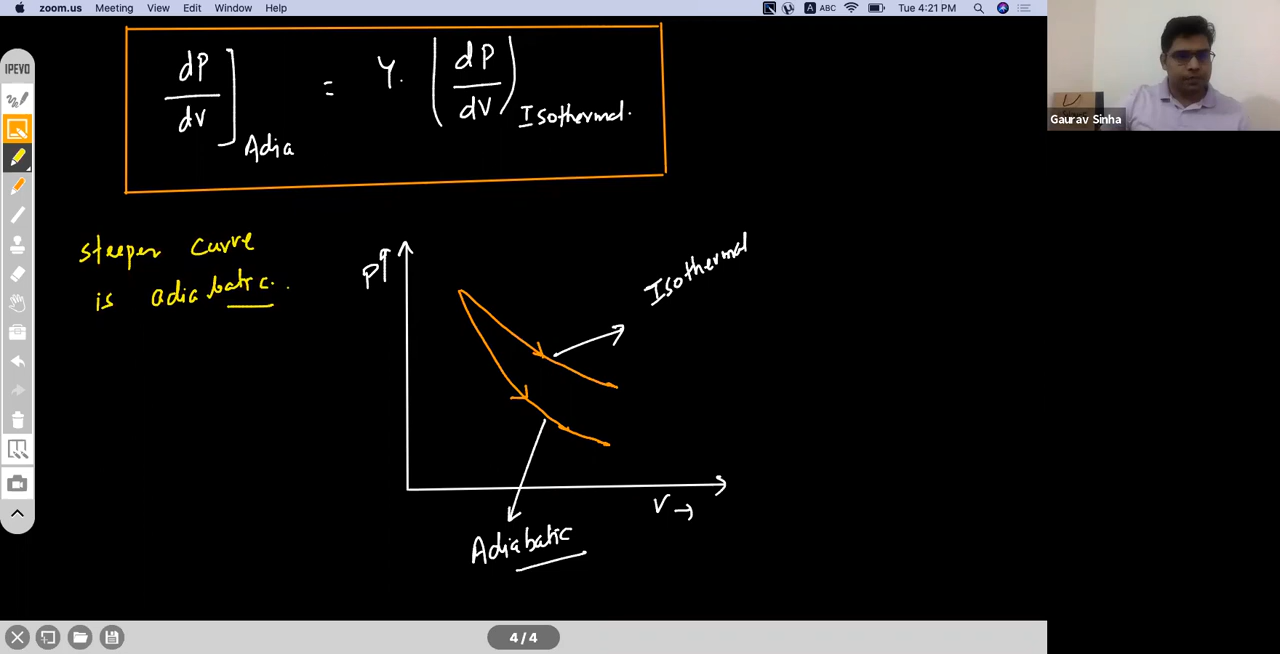 zoom.us Meeting View Edit Window Help
A ABC Tue 4:21 PM
IPEVO
Gaurav Sinha
dP/dv]Adia = γ. (dP/dv)Isothermal.
steeper curve
is adiabatic..
P↑
Isothermal
V→
Adiabatic
4/4